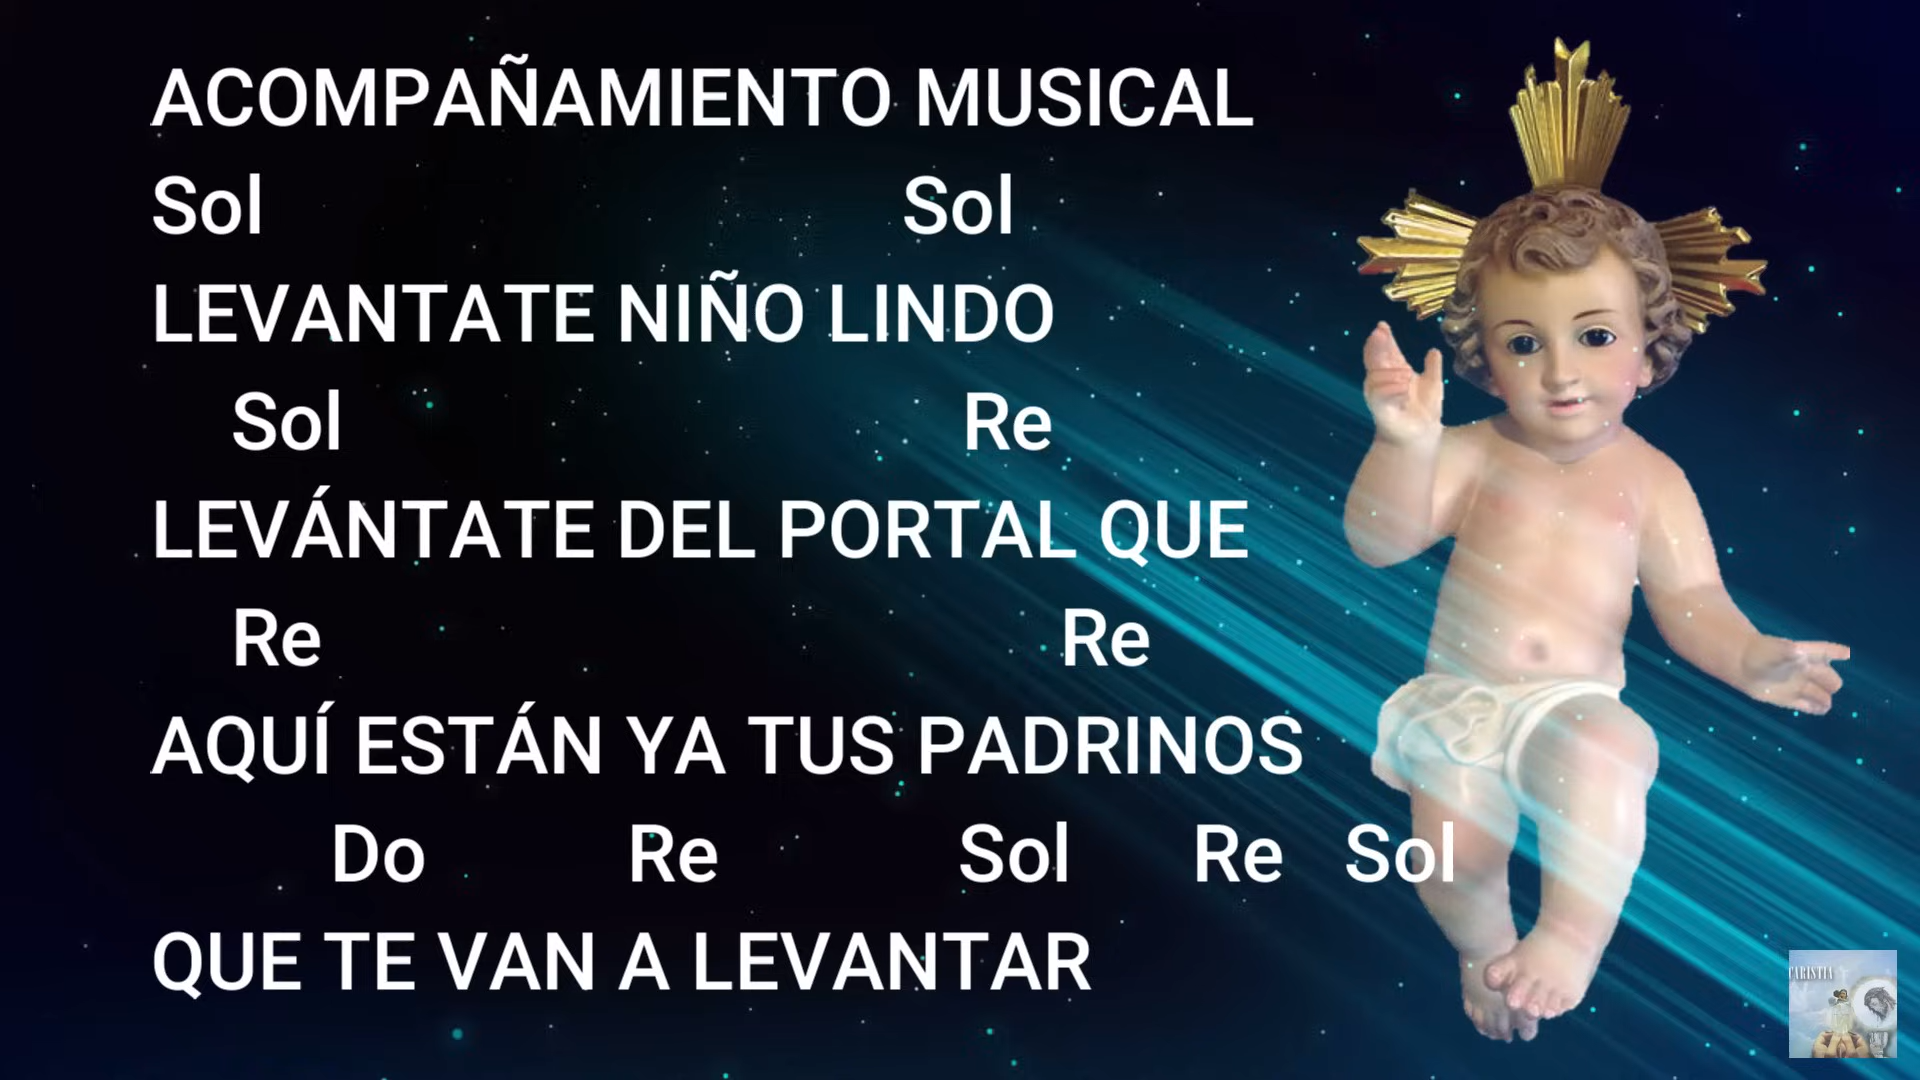 ACOMPAÑAMIENTO MUSICAL
Sol Sol
LEVANTATE NIÑO LINDO
Sol Re
LEVÁNTATE DEL PORTAL QUE
Re Re
AQUÍ ESTÁN YA TUS PADRINOS
Do Re Sol Re Sol
QUE TE VAN A LEVANTAR
CARISTIA